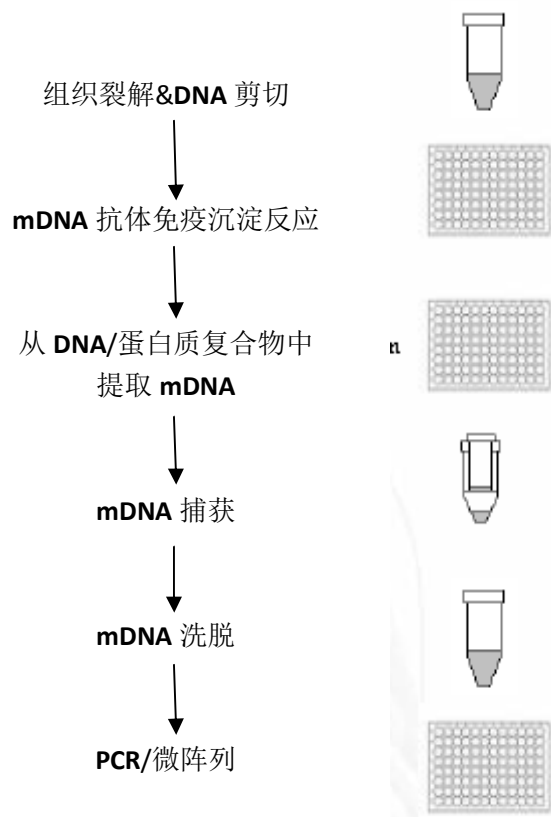 组织裂解&DNA 剪切
mDNA 抗体免疫沉淀反应
从 DNA/蛋白质复合物中
提取 mDNA
mDNA 捕获
mDNA 洗脱
PCR/微阵列